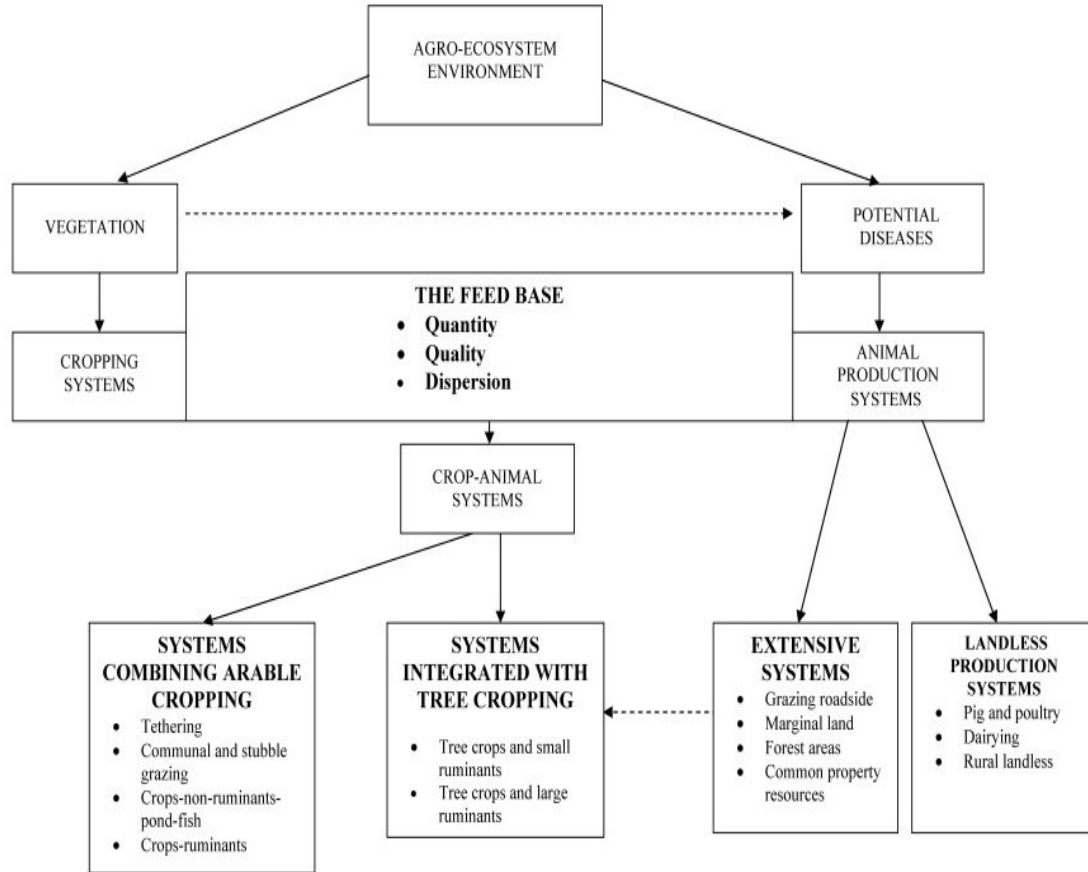 AGRO-ECOSYSTEM
ENVIRONMENT
VEGETATION
POTENTIAL
DISEASES
THE FEED BASE
• Quantity
• Quality
• Dispersion
CROPPING
SYSTEMS
ANIMAL
PRODUCTION
SYSTEMS
CROP-ANIMAL
SYSTEMS
SYSTEMS
COMBINING ARABLE
CROPPING
• Tethering
• Communal and stubble
grazing
• Crops-non-ruminants-
pond-fish
• Crops-ruminants
SYSTEMS
INTEGRATED WITH
TREE CROPPING
• Tree crops and small
ruminants
• Tree crops and large
ruminants
EXTENSIVE
SYSTEMS
• Grazing roadside
• Marginal land
• Forest areas
• Common property
resources
LANDLESS
PRODUCTION
SYSTEMS
• Pig and poultry
• Dairying
• Rural landless